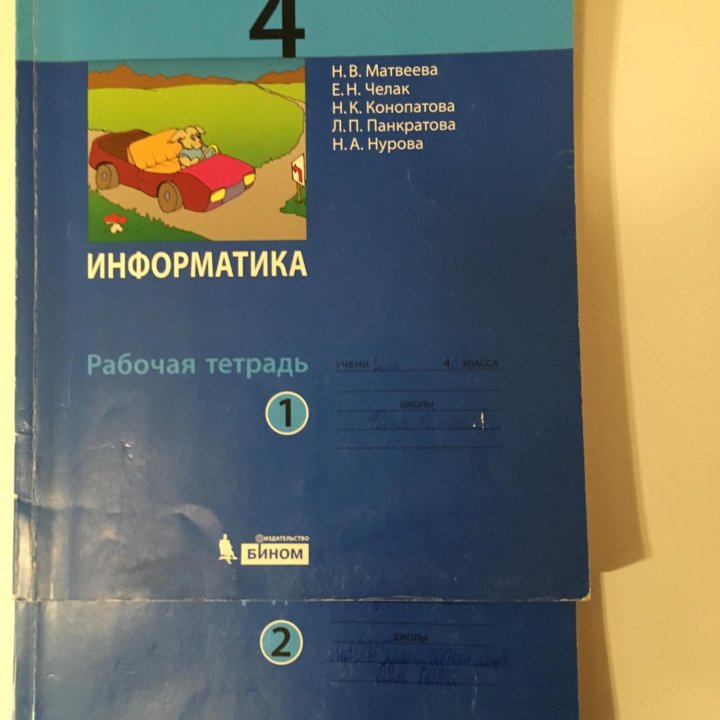 4
Н. В. Матвеева
Е. Н. Челак
Н. К. Конопатова
Л. П. Панкратова
Н. А. Нурова
ИНФОРМАТИКА
Рабочая тетрадь
УЧЕНИ 4 КЛАССА
1
ШКОЛЫ
ИЗДАТЕЛЬСТВО
БИНОМ
2
ШКОЛЫ